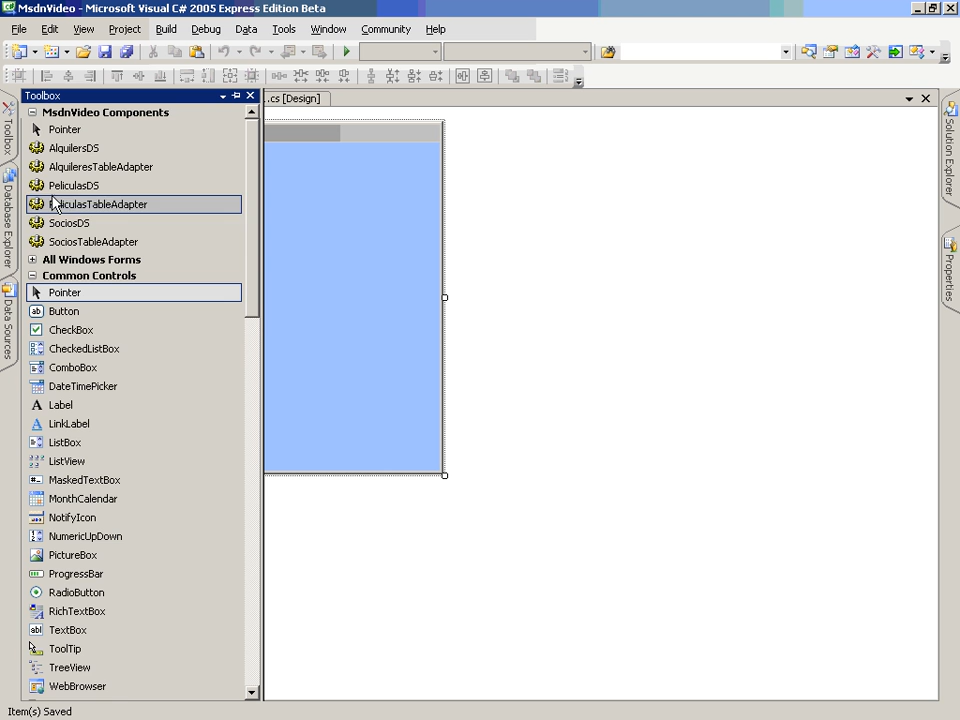 MsdnVideo - Microsoft Visual C# 2005 Express Edition Beta
File Edit View Project Build Debug Data Tools Window Community Help
Toolbox
.cs [Design]
MsdnVideo Components
Pointer
AlquilersDS
AlquileresTableAdapter
PeliculasDS
PeliculasTableAdapter
SociosDS
SociosTableAdapter
All Windows Forms
Common Controls
Pointer
Button
CheckBox
CheckedListBox
ComboBox
DateTimePicker
Label
LinkLabel
ListBox
ListView
MaskedTextBox
MonthCalendar
NotifyIcon
NumericUpDown
PictureBox
ProgressBar
RadioButton
RichTextBox
TextBox
ToolTip
TreeView
WebBrowser
Toolbox
Database Explorer
Data Sources
Solution Explorer
Properties
Item(s) Saved